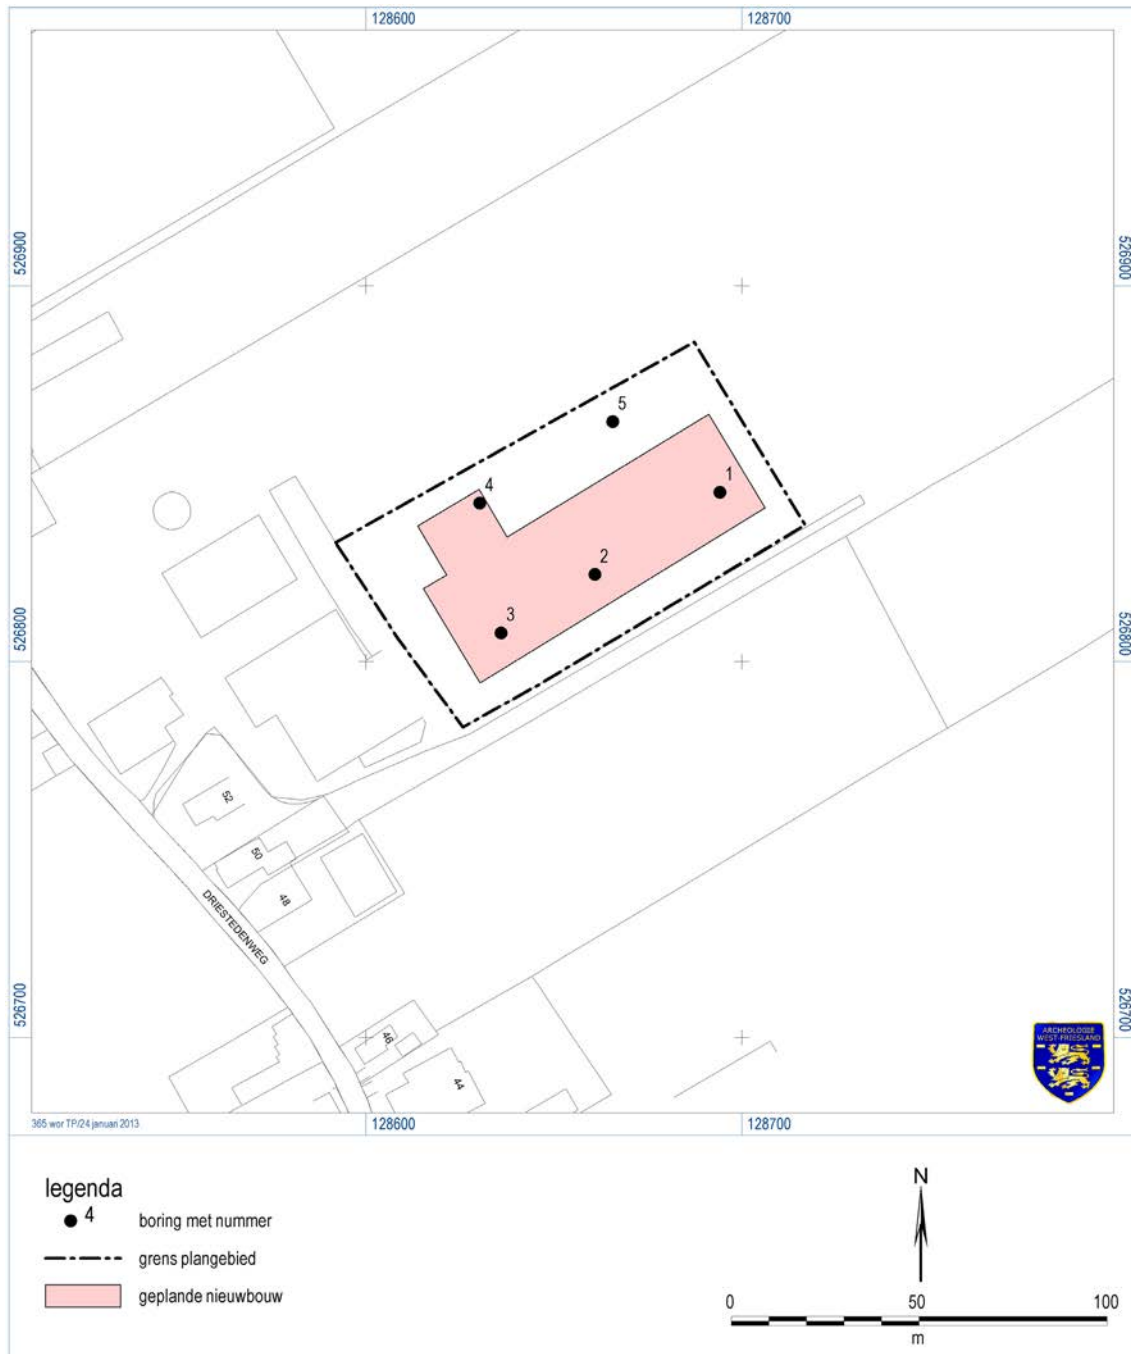 128600
128700
526900
526900
5
4
1
2
3
526800
526800
52
50
48
DRIESTEDENWEG
526700
526700
46
44
ARCHEOLOGIE
WEST-FRIESLAND
365 wor TP/24 januari 2013
128600
128700
legenda
4 boring met nummer
grens plangebied
geplande nieuwbouw
N
0 50 100
m